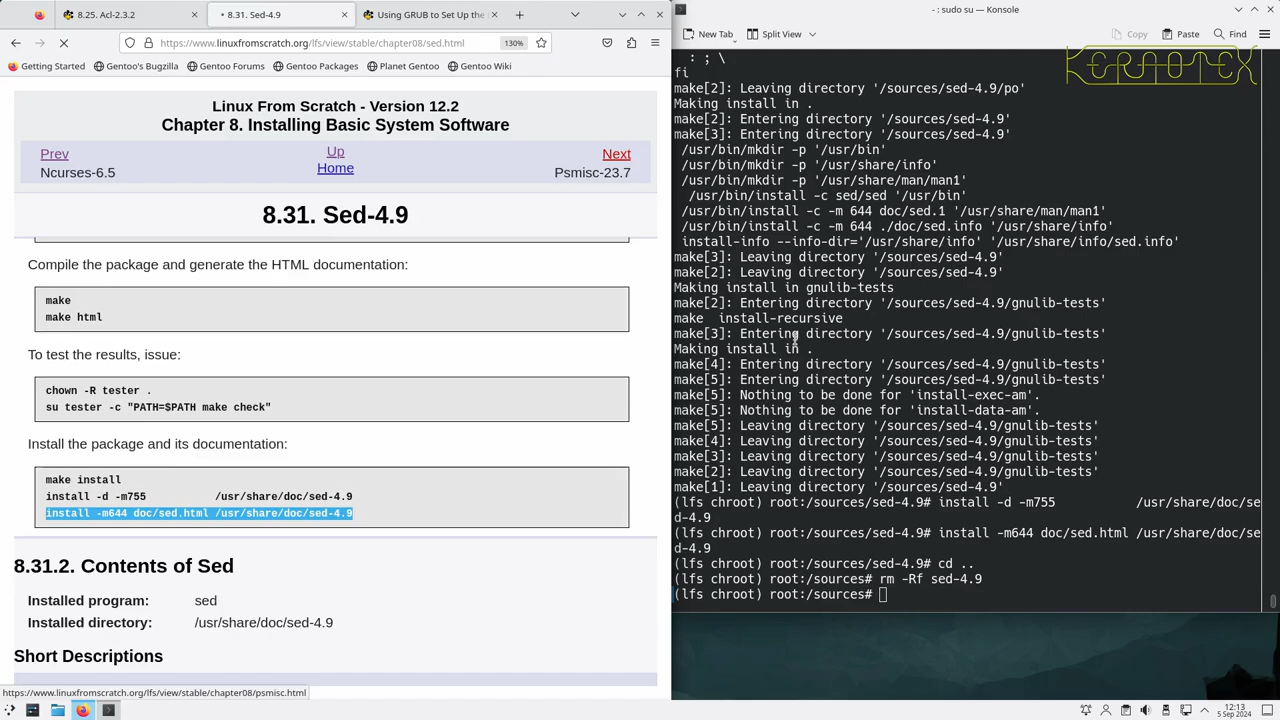 8.25. Acl-2.3.2
8.31. Sed-4.9
Using GRUB to Set Up the
https://www.linuxfromscratch.org/lfs/view/stable/chapter08/sed.html
130%
Getting Started
Gentoo's Bugzilla
Gentoo Forums
Gentoo Packages
Planet Gentoo
Gentoo Wiki
Linux From Scratch - Version 12.2
Chapter 8. Installing Basic System Software
Prev
Up
Next
Ncurses-6.5
Home
Psmisc-23.7
8.31. Sed-4.9
Compile the package and generate the HTML documentation:
make
make html
To test the results, issue:
chown -R tester .
su tester -c "PATH=$PATH make check"
Install the package and its documentation:
make install
install -d -m755           /usr/share/doc/sed-4.9
install -m644 doc/sed.html /usr/share/doc/sed-4.9
8.31.2. Contents of Sed
Installed program: sed
Installed directory: /usr/share/doc/sed-4.9
Short Descriptions
https://www.linuxfromscratch.org/lfs/view/stable/chapter08/psmisc.html
- : sudo su — Konsole
New Tab
Split View
Copy
Paste
Find
KERNOTEX
: ; \
fi
make[2]: Leaving directory '/sources/sed-4.9/po'
Making install in .
make[2]: Entering directory '/sources/sed-4.9'
make[3]: Entering directory '/sources/sed-4.9'
/usr/bin/mkdir -p '/usr/bin'
/usr/bin/mkdir -p '/usr/share/info'
/usr/bin/mkdir -p '/usr/share/man/man1'
/usr/bin/install -c sed/sed '/usr/bin'
/usr/bin/install -c -m 644 doc/sed.1 '/usr/share/man/man1'
/usr/bin/install -c -m 644 ./doc/sed.info '/usr/share/info'
install-info --info-dir='/usr/share/info' '/usr/share/info/sed.info'
make[3]: Leaving directory '/sources/sed-4.9'
make[2]: Leaving directory '/sources/sed-4.9'
Making install in gnulib-tests
make[2]: Entering directory '/sources/sed-4.9/gnulib-tests'
make  install-recursive
make[3]: Entering directory '/sources/sed-4.9/gnulib-tests'
Making install in .
make[4]: Entering directory '/sources/sed-4.9/gnulib-tests'
make[5]: Entering directory '/sources/sed-4.9/gnulib-tests'
make[5]: Nothing to be done for 'install-exec-am'.
make[5]: Nothing to be done for 'install-data-am'.
make[5]: Leaving directory '/sources/sed-4.9/gnulib-tests'
make[4]: Leaving directory '/sources/sed-4.9/gnulib-tests'
make[3]: Leaving directory '/sources/sed-4.9/gnulib-tests'
make[2]: Leaving directory '/sources/sed-4.9/gnulib-tests'
make[1]: Leaving directory '/sources/sed-4.9'
(lfs chroot) root:/sources/sed-4.9# install -d -m755           /usr/share/doc/se
d-4.9
(lfs chroot) root:/sources/sed-4.9# install -m644 doc/sed.html /usr/share/doc/se
d-4.9
(lfs chroot) root:/sources/sed-4.9# cd ..
(lfs chroot) root:/sources# rm -Rf sed-4.9
(lfs chroot) root:/sources#
12:13
5 Sep 2024